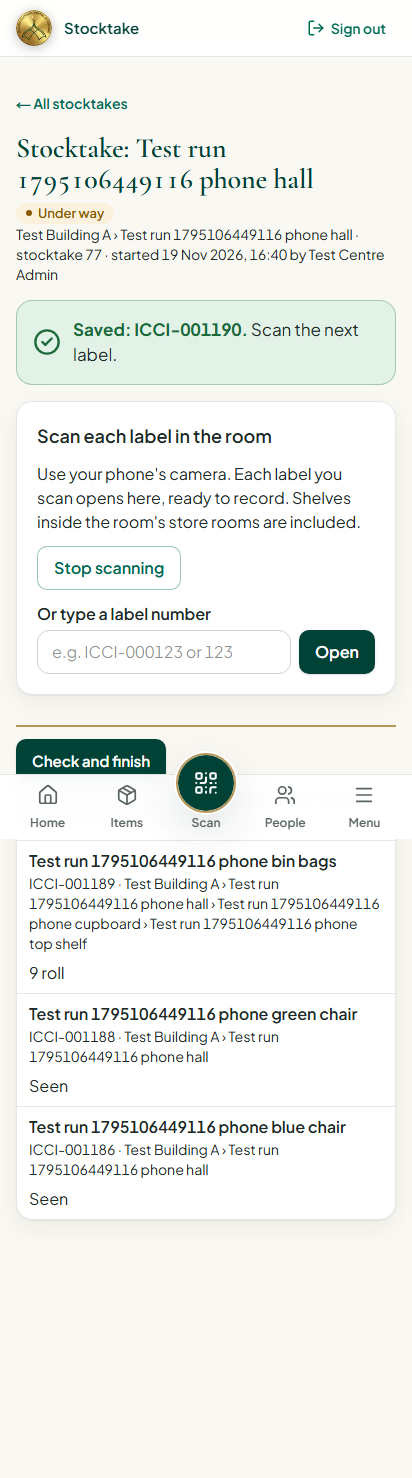 Stocktake
Sign out
← All stocktakes
Stocktake: Test run
1795106449116 phone hall
Under way
Test Building A › Test run 1795106449116 phone hall ·
stocktake 77 · started 19 Nov 2026, 16:40 by Test Centre
Admin
Saved: ICCI-001190. Scan the next
label.
Scan each label in the room
Use your phone's camera. Each label you
scan opens here, ready to record. Shelves
inside the room's store rooms are included.
Stop scanning
Or type a label number
e.g. ICCI-000123 or 123
Open
Check and finish
Home
Items
Scan
People
Menu
Test run 1795106449116 phone bin bags
ICCI-001189 · Test Building A › Test run
1795106449116 phone hall › Test run 1795106449116
phone cupboard › Test run 1795106449116 phone
top shelf
9 roll
Test run 1795106449116 phone green chair
ICCI-001188 · Test Building A › Test run
1795106449116 phone hall
Seen
Test run 1795106449116 phone blue chair
ICCI-001186 · Test Building A › Test run
1795106449116 phone hall
Seen